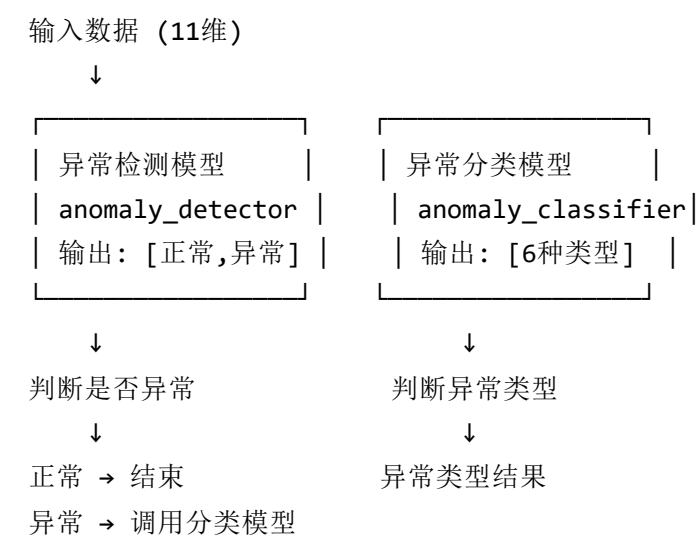 输入数据 (11维)
↓
异常检测模型 异常分类模型
anomaly_detector anomaly_classifier
输出: [正常,异常] 输出: [6种类型]
↓ ↓
判断是否异常 判断异常类型
↓ ↓
正常 → 结束 异常类型结果
异常 → 调用分类模型